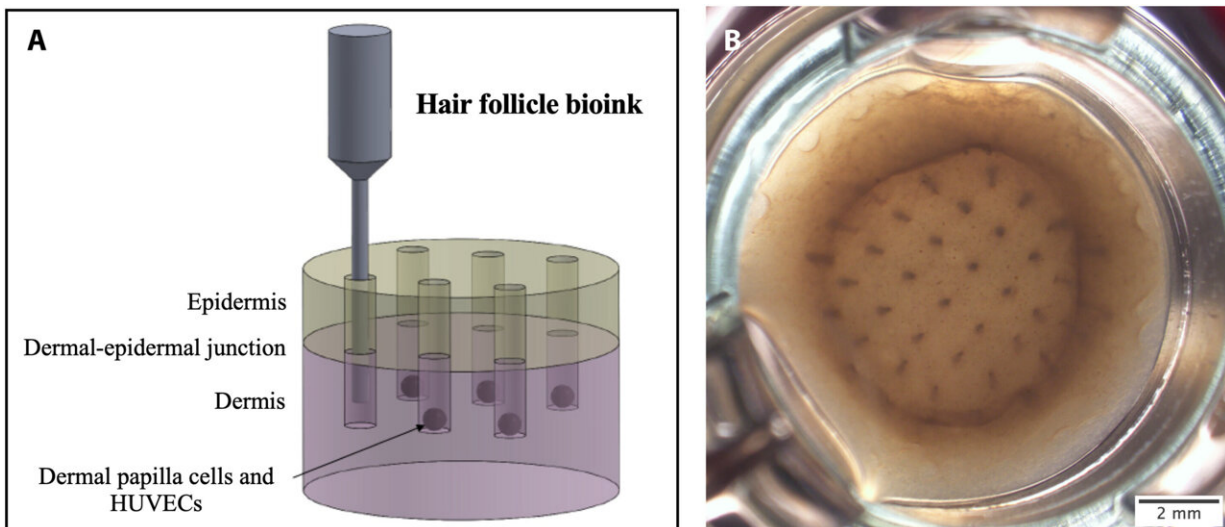 A
Hair follicle bioink
Epidermis
Dermal-epidermal junction
Dermis
Dermal papilla cells and
HUVECs
B
2 mm